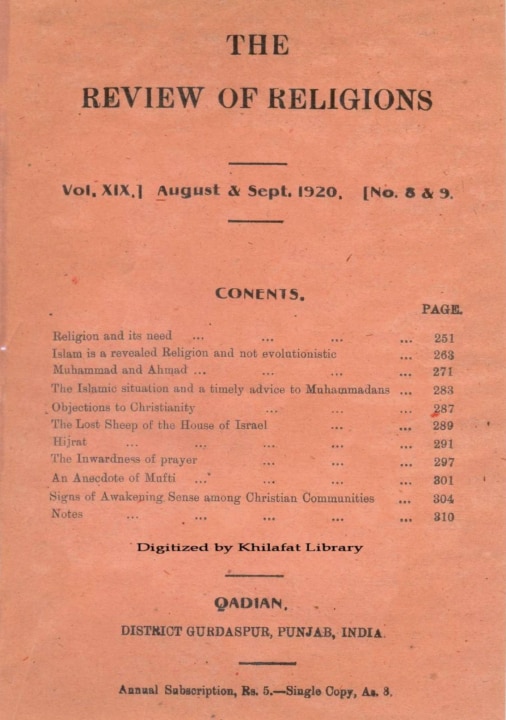 THE
REVIEW OF RELIGIONS
Vol. XIX.] August & Sept. 1920. [No. 8 & 9.
CONENTS.
PAGE.
Religion and its need ... ... ... ... 251
Islam is a revealed Religion and not evolutionistic ... 263
Muhammad and Ahmad ... ... ... ... 271
The Islamic situation and a timely advice to Muhammadans ... 283
Objections to Christianity ... ... ... 287
The Lost Sheep of the House of Israel ... ... 289
Hijrat ... ... ... ... ... 291
The Inwardness of prayer ... ... ... 297
An Anecdote of Mufti ... ... ... ... 301
Signs of Awakening Sense among Christian Communities ... 304
Notes ... ... ... ... ... 310
Digitized by Khilafat Library
QADIAN,
DISTRICT GURDASPUR, PUNJAB, INDIA.
Annual Subscription, Rs. 5.—Single Copy, As. 8.